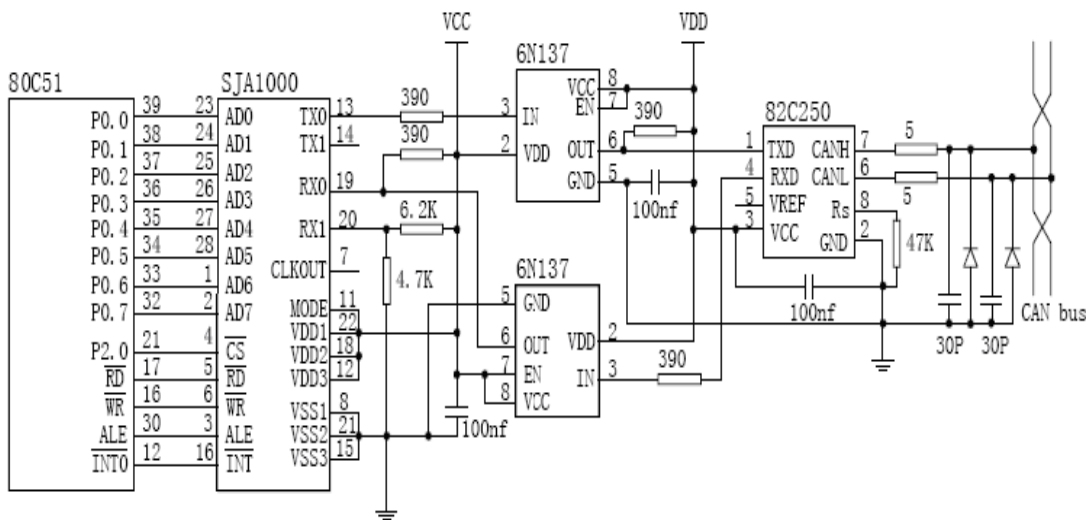 VCC
VDD
80C51
SJA1000
6N137
82C250
P0.0 39 23 AD0
P0.1 38 24 AD1
P0.2 37 25 AD2
P0.3 36 26 AD3
P0.4 35 27 AD4
P0.5 34 28 AD5
P0.6 33 1 AD6
P0.7 32 2 AD7
P2.0 21 4 CS
RD 17 5 RD
WR 16 6 WR
ALE 30 3 ALE
INT0 12 16 INT
TX0 13
TX1 14
RX0 19
RX1 20
CLKOUT 7
MODE 11
VDD1 22
VDD2 18
VDD3 12
VSS1 8
VSS2 21
VSS3 15
390
390
6.2K
4.7K
100nf
3 IN
2 VDD
VCC 8
EN 7
OUT 6
GND 5
390
100nf
6N137
5 GND
6 OUT
7 EN
8 VCC
VDD 2
IN 3
390
1 TXD
4 RXD
5 VREF
3 VCC
CANH 7
CANL 6
Rs 8
GND 2
5
5
47K
100nf
30P
30P
CAN bus